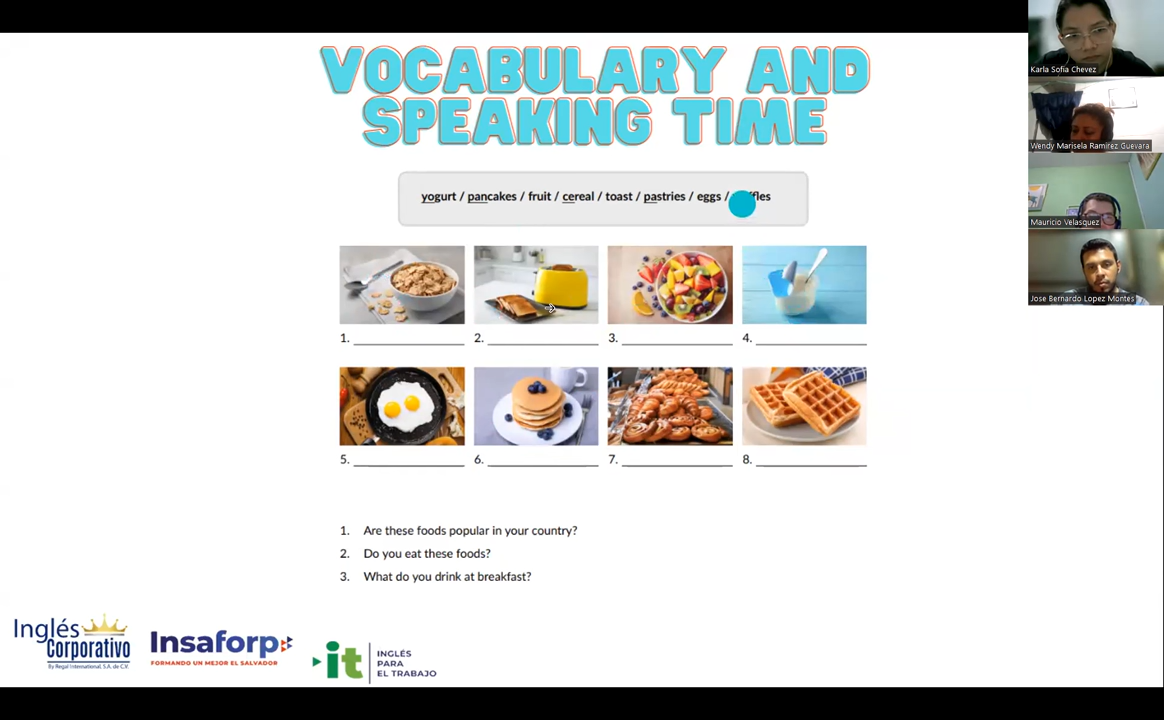 VOCABULARY AND
SPEAKING TIME
yogurt / pancakes / fruit / cereal / toast / pastries / eggs /
1. 2. 3. 4.
5. 6. 7. 8.
1. Are these foods popular in your country?
2. Do you eat these foods?
3. What do you drink at breakfast?
Inglés
Corporativo
By Regal International, S.A. de C.V.
Insaforp
FORMANDO UN MEJOR EL SALVADOR
it
INGLÉS
PARA
EL TRABAJO
Karla Sofia Chevez
Wendy Marisela Ramirez Guevara
Mauricio Velasquez
Jose Bernardo Lopez Montes